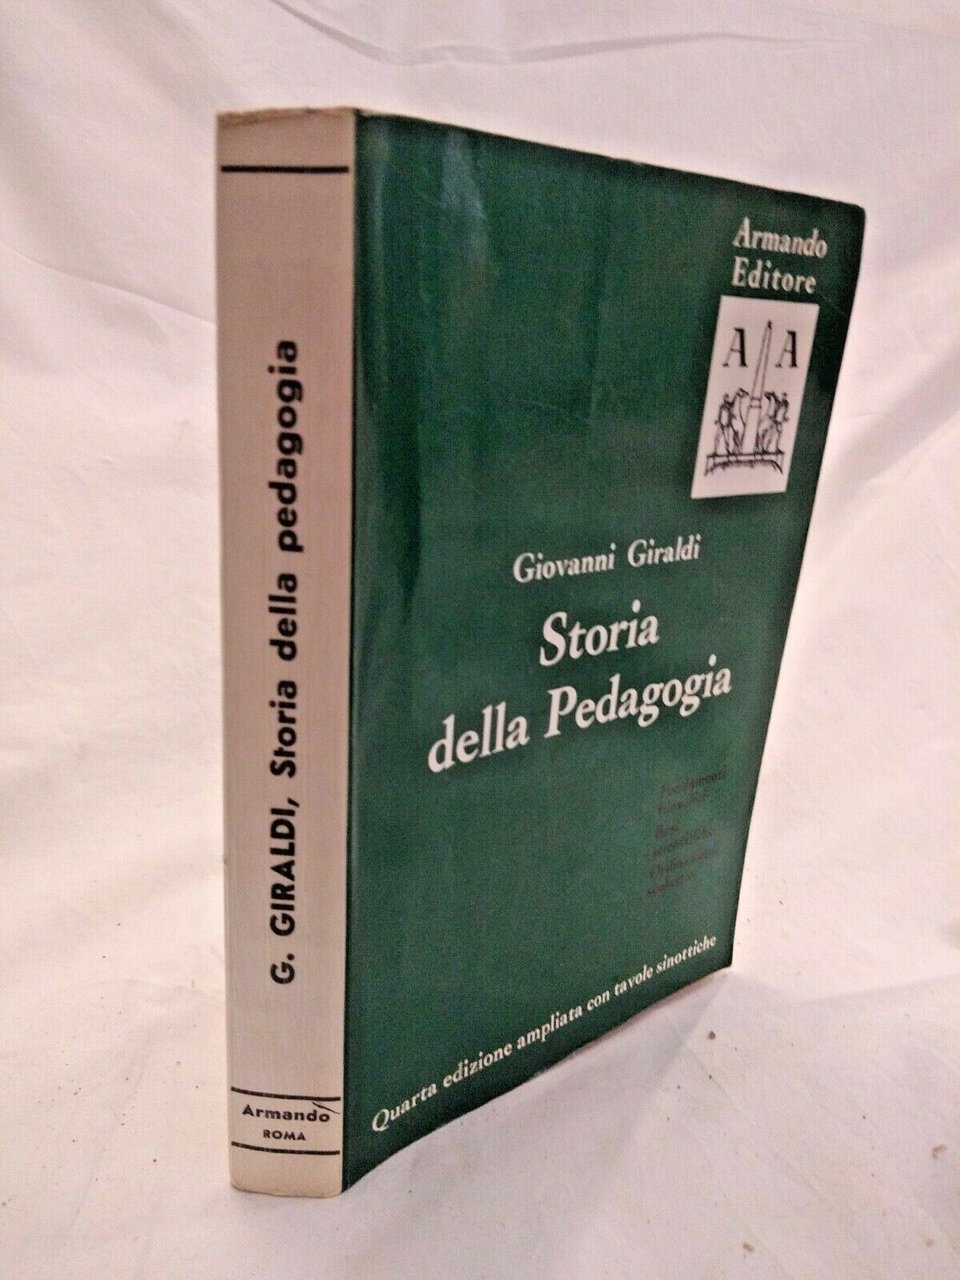 G. GIRALDI, Storia della pedagogia
Armando
ROMA
Armando
Editore
A A
Giovanni Giraldi
Storia
della Pedagogia
Quarta edizione ampliata con tavole sinottiche